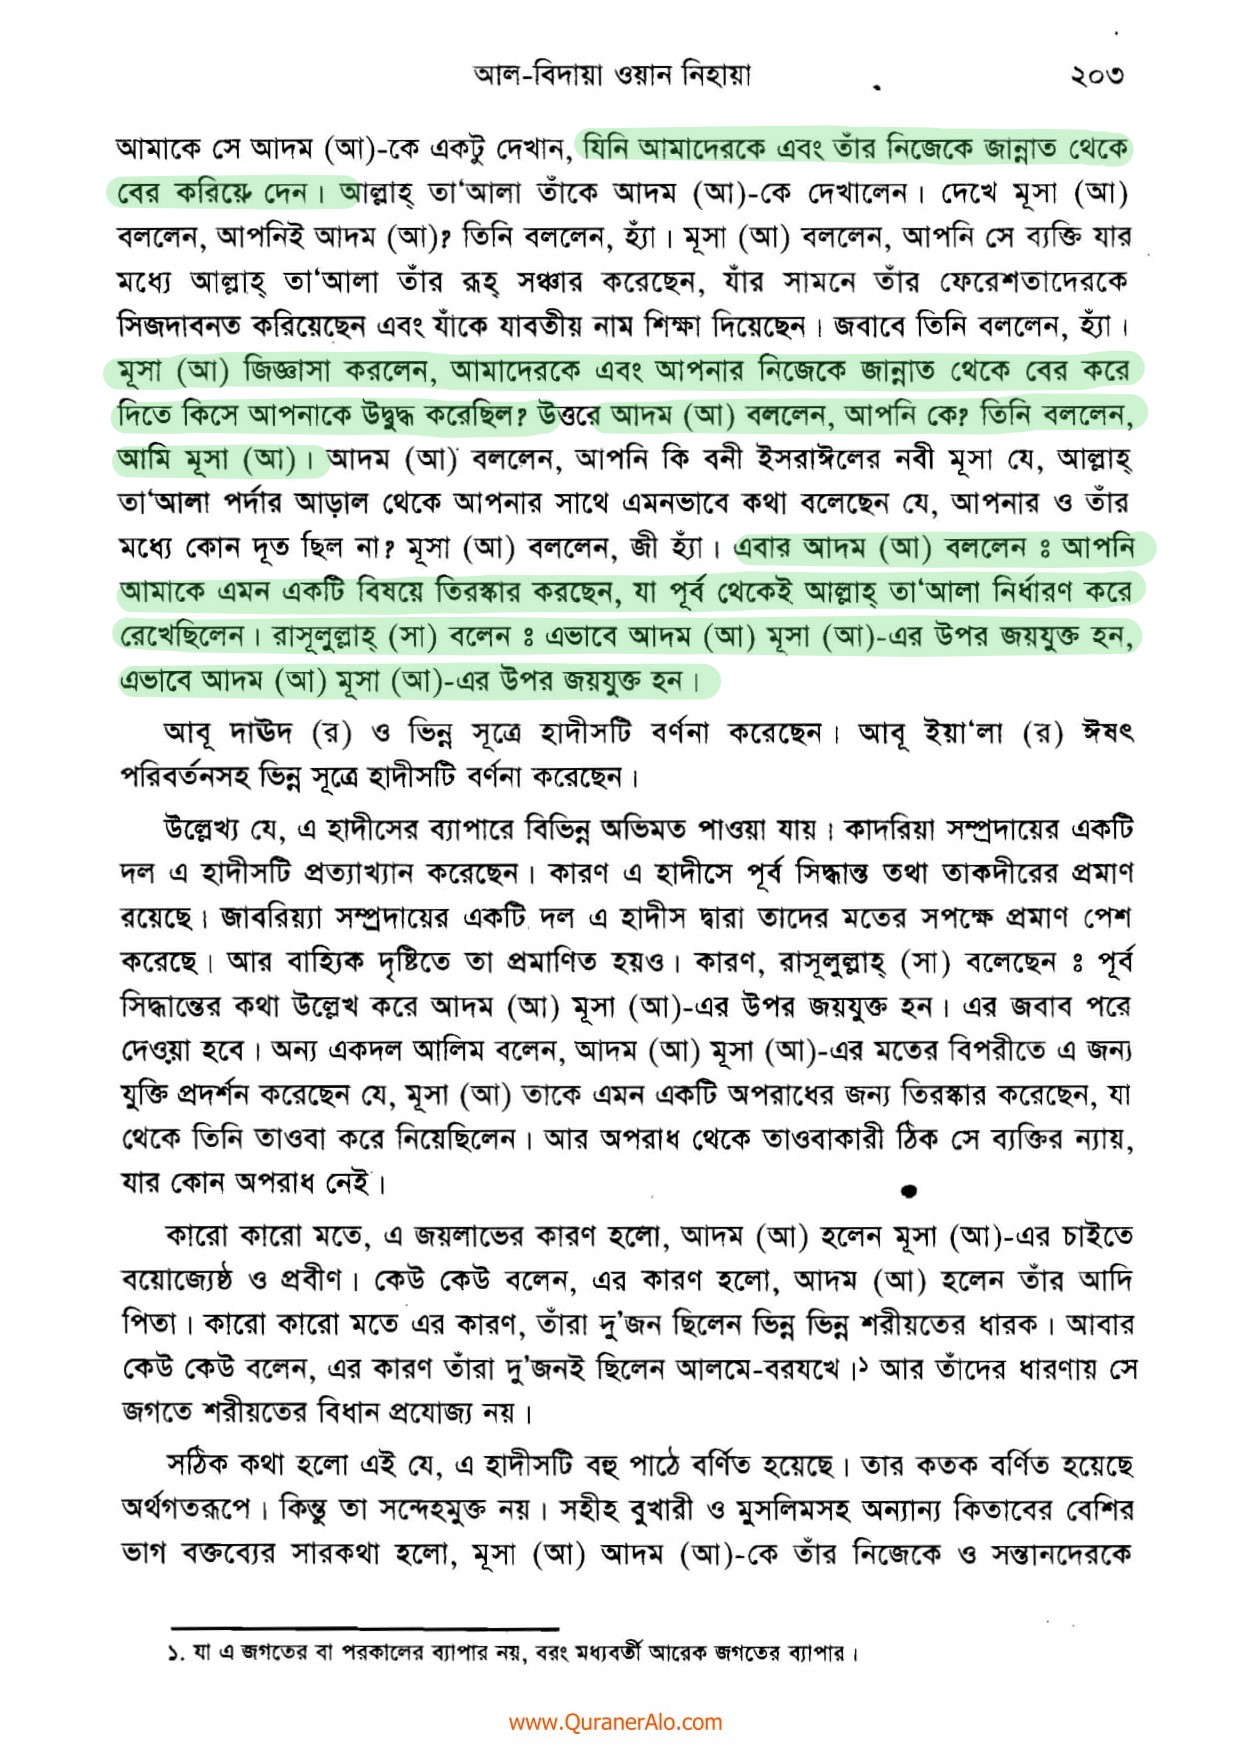 আল-বিদায়া ওয়ান নিহায়া ২০৩
আমাকে সে আদম (আ)-কে একটু দেখান, যিনি আমাদেরকে এবং তাঁর নিজেকে জান্নাত থেকে
বের করিয়ে দেন। আল্লাহ্ তা'আলা তাঁকে আদম (আ)-কে দেখালেন। দেখে মূসা (আ)
বললেন, আপনিই আদম (আ)? তিনি বললেন, হ্যাঁ। মূসা (আ) বললেন, আপনি সে ব্যক্তি যার
মধ্যে আল্লাহ্ তা'আলা তাঁর রূহ্ সঞ্চার করেছেন, যাঁর সামনে তাঁর ফেরেশতাদেরকে
সিজদাবনত করিয়েছেন এবং যাঁকে যাবতীয় নাম শিক্ষা দিয়েছেন। জবাবে তিনি বললেন, হ্যাঁ।
মূসা (আ) জিজ্ঞাসা করলেন, আমাদেরকে এবং আপনার নিজেকে জান্নাত থেকে বের করে
দিতে কিসে আপনাকে উদ্বুদ্ধ করেছিল? উত্তরে আদম (আ) বললেন, আপনি কে? তিনি বললেন,
আমি মূসা (আ)। আদম (আ) বললেন, আপনি কি বনী ইসরাঈলের নবী মূসা যে, আল্লাহ্
তা'আলা পর্দার আড়াল থেকে আপনার সাথে এমনভাবে কথা বলেছেন যে, আপনার ও তাঁর
মধ্যে কোন দূত ছিল না? মূসা (আ) বললেন, জী হ্যাঁ। এবার আদম (আ) বললেন ঃ আপনি
আমাকে এমন একটি বিষয়ে তিরস্কার করছেন, যা পূর্ব থেকেই আল্লাহ্ তা'আলা নির্ধারণ করে
রেখেছিলেন। রাসূলুল্লাহ্ (সা) বলেন ঃ এভাবে আদম (আ) মূসা (আ)-এর উপর জয়যুক্ত হন,
এভাবে আদম (আ) মূসা (আ)-এর উপর জয়যুক্ত হন।
আবূ দাঊদ (র) ও ভিন্ন সূত্রে হাদীসটি বর্ণনা করেছেন। আবূ ইয়া'লা (র) ঈষৎ
পরিবর্তনসহ ভিন্ন সূত্রে হাদীসটি বর্ণনা করেছেন।
উল্লেখ্য যে, এ হাদীসের ব্যাপারে বিভিন্ন অভিমত পাওয়া যায়। কাদরিয়া সম্প্রদায়ের একটি
দল এ হাদীসটি প্রত্যাখ্যান করেছেন। কারণ এ হাদীসে পূর্ব সিদ্ধান্ত তথা তাকদীরের প্রমাণ
রয়েছে। জাবরিয়্যা সম্প্রদায়ের একটি দল এ হাদীস দ্বারা তাদের মতের সপক্ষে প্রমাণ পেশ
করেছে। আর বাহ্যিক দৃষ্টিতে তা প্রমাণিত হয়ও। কারণ, রাসূলুল্লাহ্ (সা) বলেছেন ঃ পূর্ব
সিদ্ধান্তের কথা উল্লেখ করে আদম (আ) মূসা (আ)-এর উপর জয়যুক্ত হন। এর জবাব পরে
দেওয়া হবে। অন্য একদল আলিম বলেন, আদম (আ) মূসা (আ)-এর মতের বিপরীতে এ জন্য
যুক্তি প্রদর্শন করেছেন যে, মূসা (আ) তাকে এমন একটি অপরাধের জন্য তিরস্কার করেছেন, যা
থেকে তিনি তাওবা করে নিয়েছিলেন। আর অপরাধ থেকে তাওবাকারী ঠিক সে ব্যক্তির ন্যায়,
যার কোন অপরাধ নেই।
কারো কারো মতে, এ জয়লাভের কারণ হলো, আদম (আ) হলেন মূসা (আ)-এর চাইতে
বয়োজ্যেষ্ঠ ও প্রবীণ। কেউ কেউ বলেন, এর কারণ হলো, আদম (আ) হলেন তাঁর আদি
পিতা। কারো কারো মতে এর কারণ, তাঁরা দু'জন ছিলেন ভিন্ন ভিন্ন শরীয়তের ধারক। আবার
কেউ কেউ বলেন, এর কারণ তাঁরা দু'জনই ছিলেন আলমে-বরযখে।১ আর তাঁদের ধারণায় সে
জগতে শরীয়তের বিধান প্রযোজ্য নয়।
সঠিক কথা হলো এই যে, এ হাদীসটি বহু পাঠে বর্ণিত হয়েছে। তার কতক বর্ণিত হয়েছে
অর্থগতরূপে। কিন্তু তা সন্দেহমুক্ত নয়। সহীহ বুখারী ও মুসলিমসহ অন্যান্য কিতাবের বেশির
ভাগ বক্তব্যের সারকথা হলো, মূসা (আ) আদম (আ)-কে তাঁর নিজেকে ও সন্তানদেরকে
১. যা এ জগতের বা পরকালের ব্যাপার নয়, বরং মধ্যবর্তী আরেক জগতের ব্যাপার।
www.QuranerAlo.com